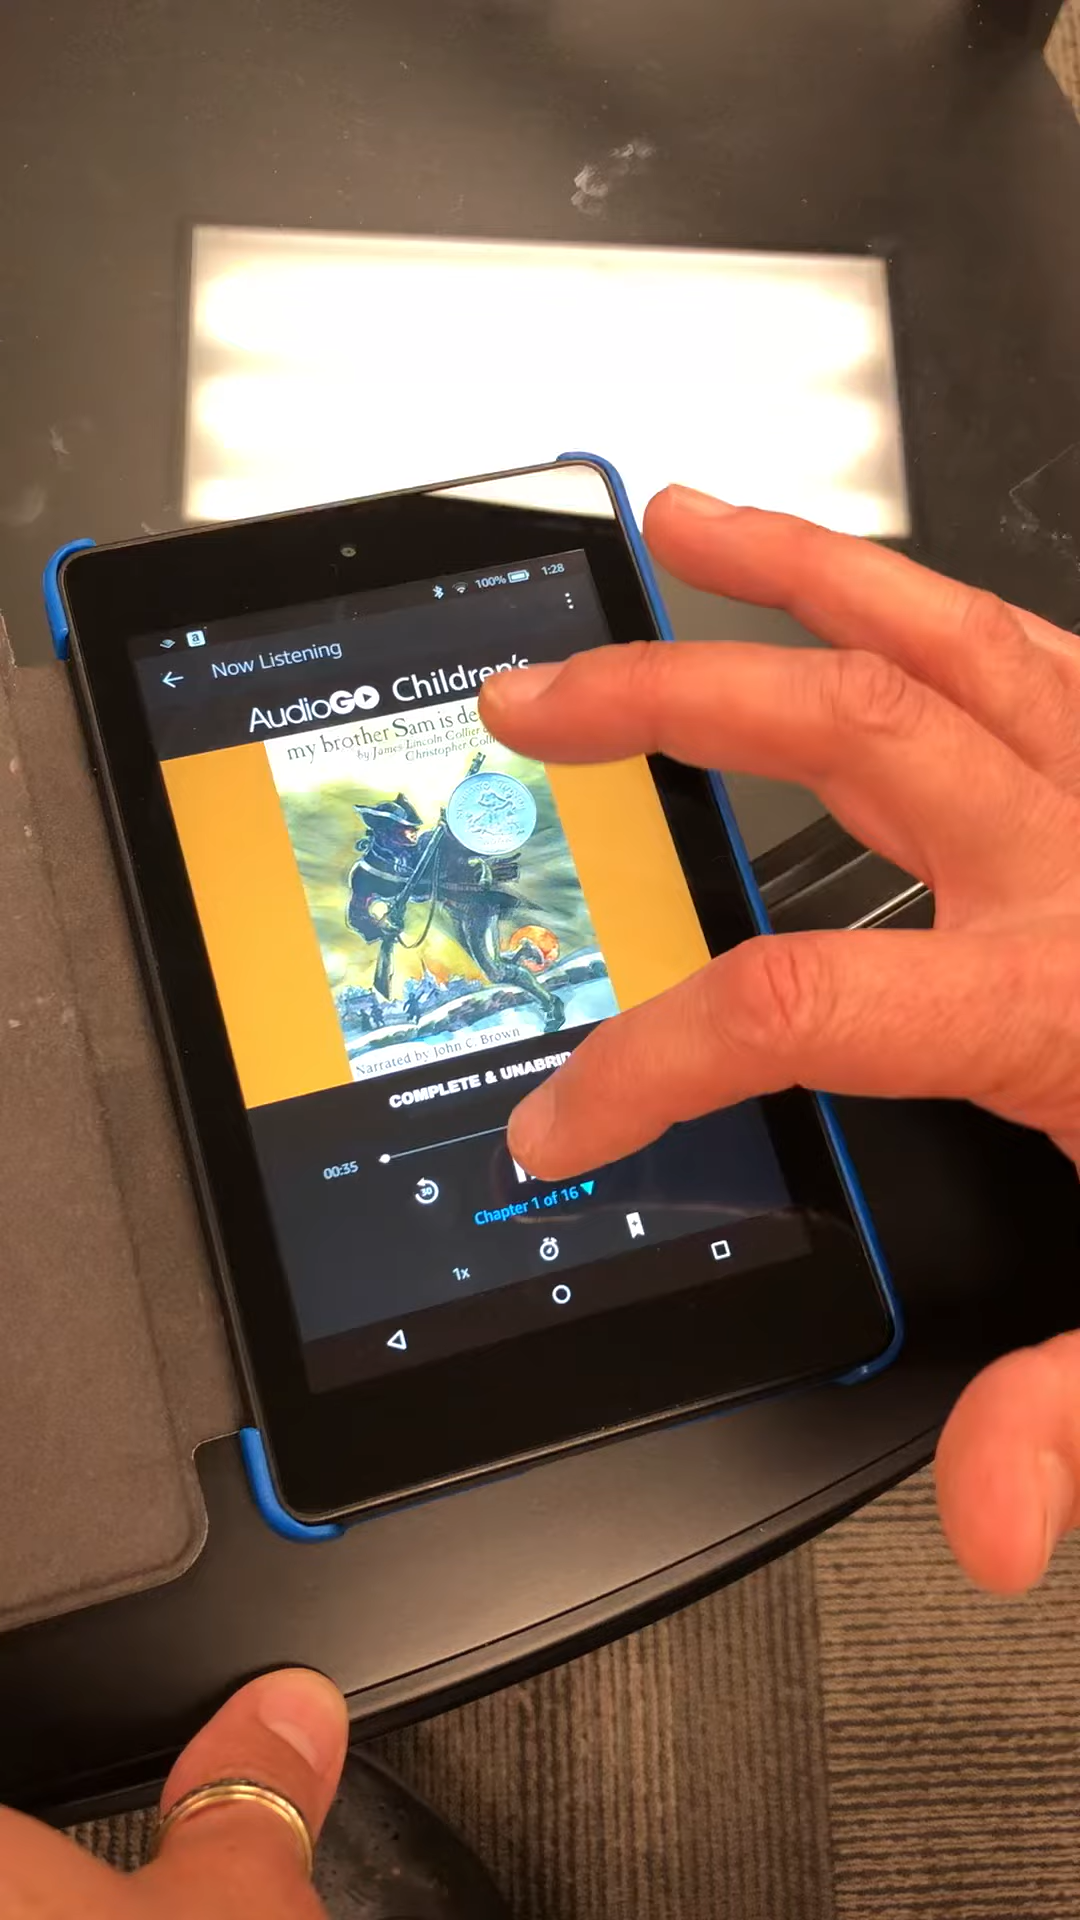 100% 1:28
Now Listening
AudioGO Children's
my brother Sam is de
by James Lincoln Collier
Christopher Colli
Narrated by John C. Brown
COMPLETE & UNABRID
00:35
30
Chapter 1 of 16
1x